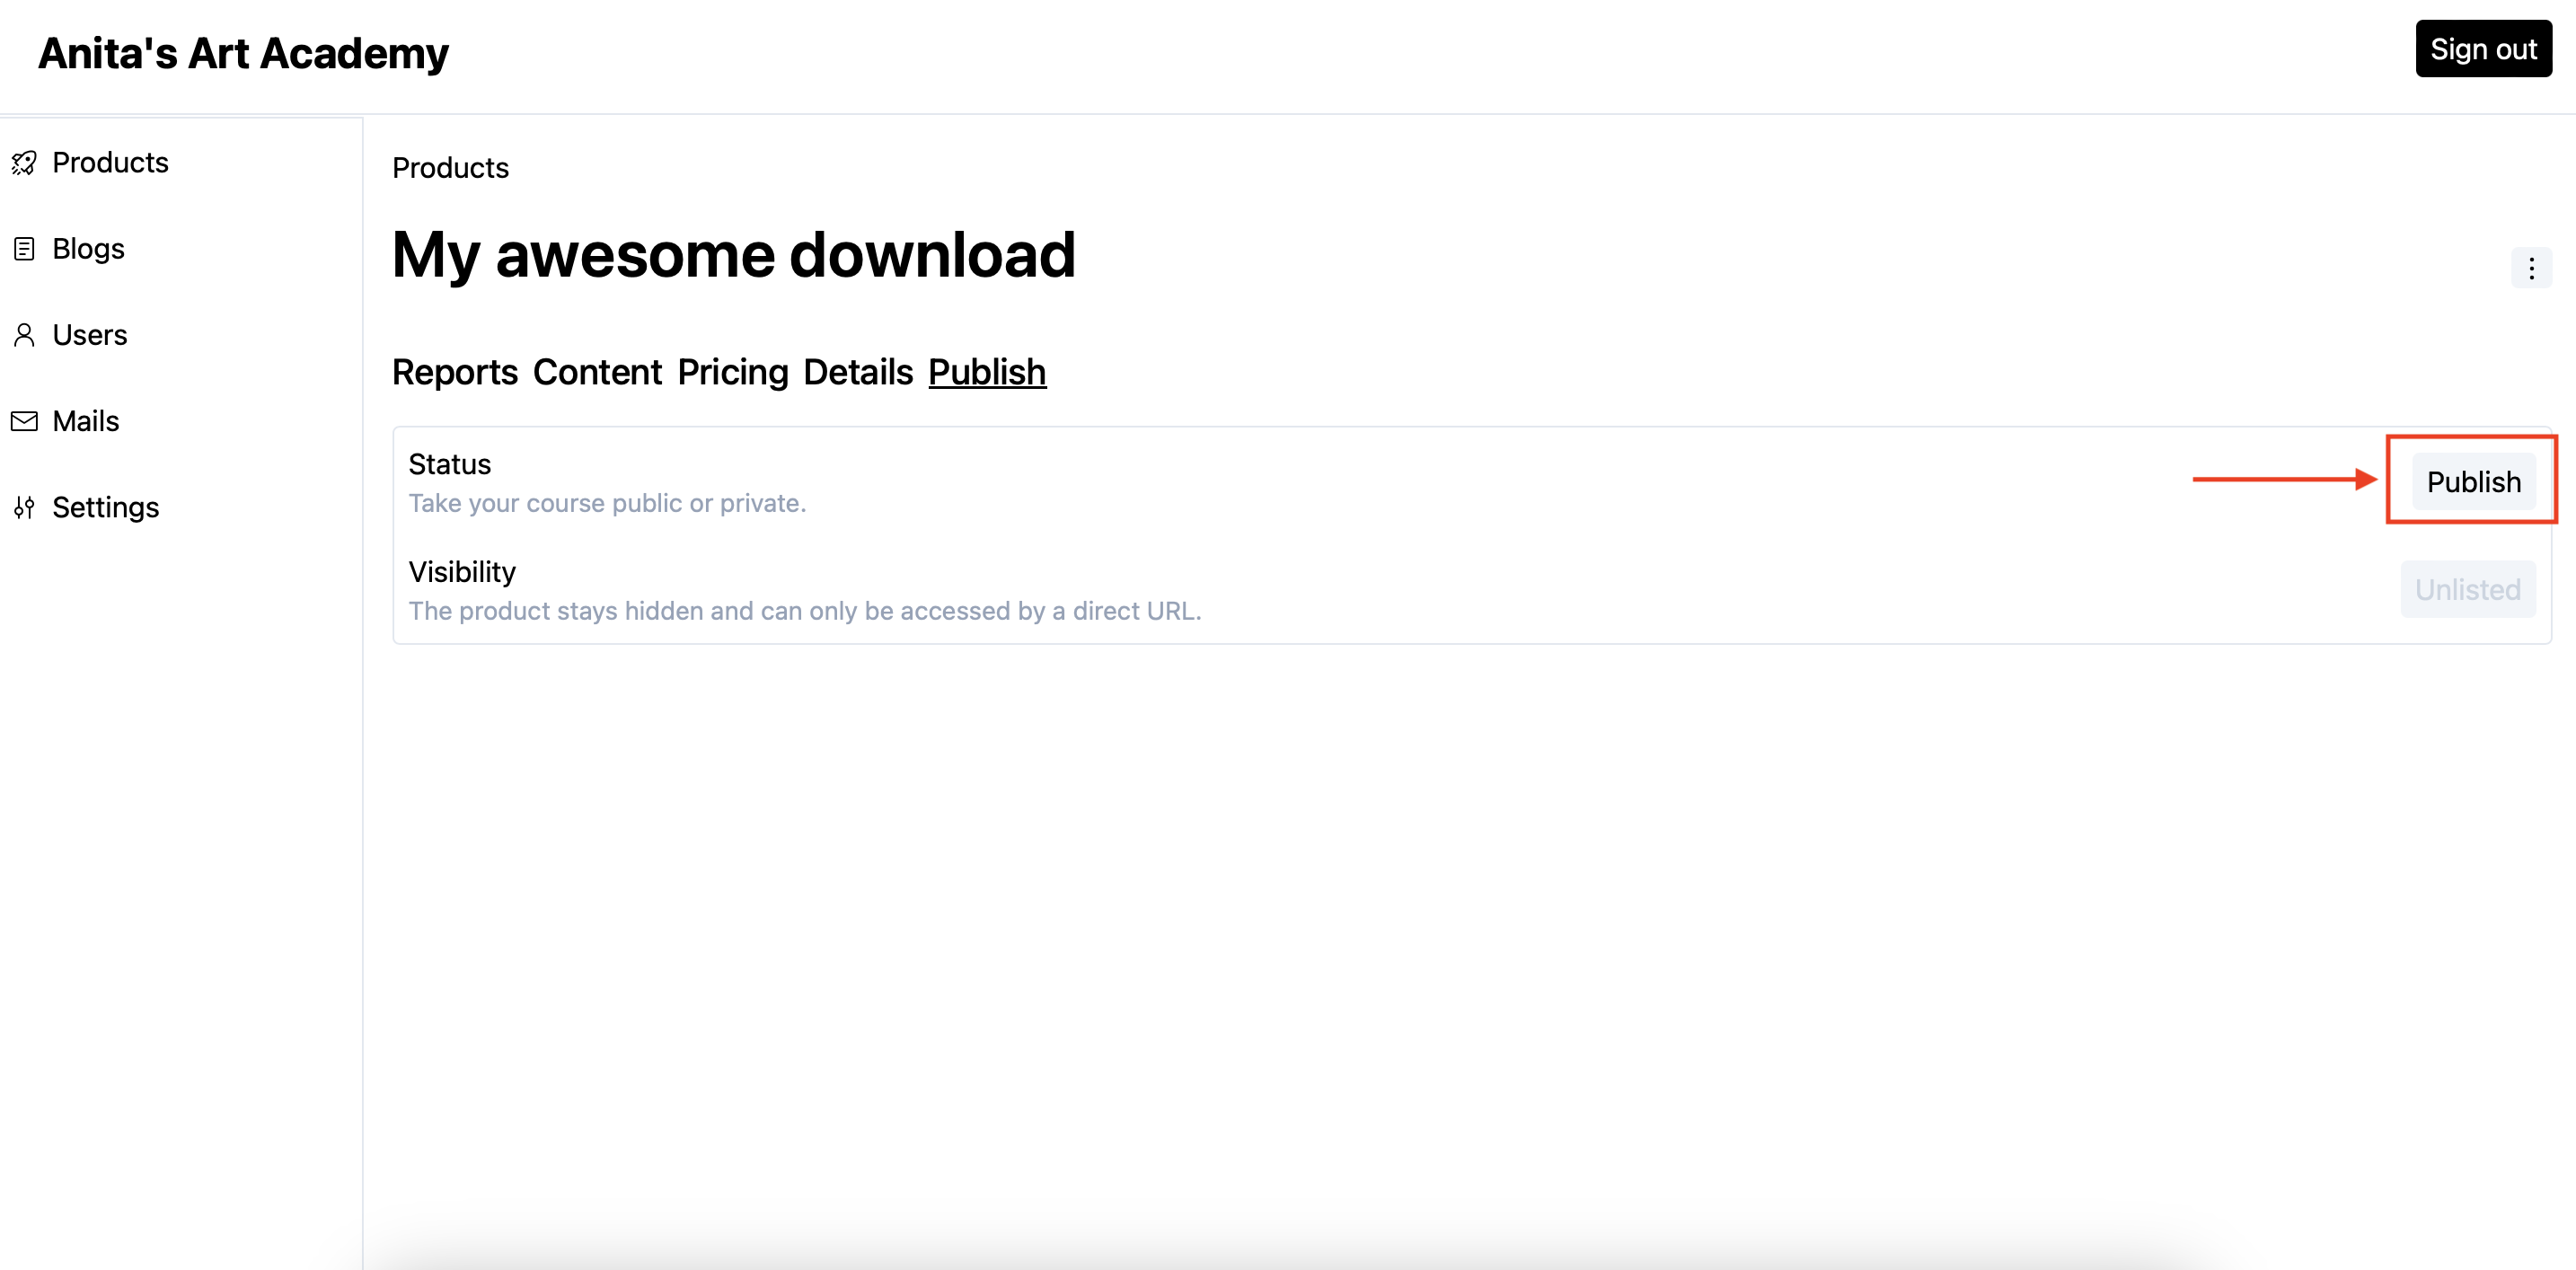 Anita's Art Academy
Sign out
Products
Blogs
Users
Mails
Settings
Products
My awesome download
Reports Content Pricing Details Publish
Status
Take your course public or private.
Publish
Visibility
The product stays hidden and can only be accessed by a direct URL.
Unlisted